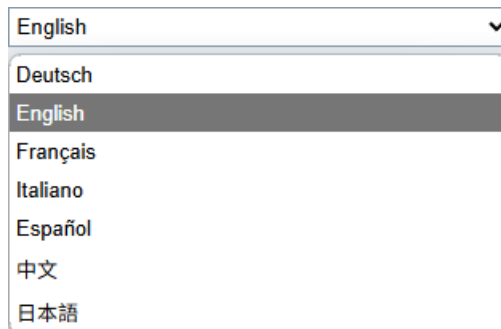 English
Deutsch
English
Français
Italiano
Español
中文
日本語